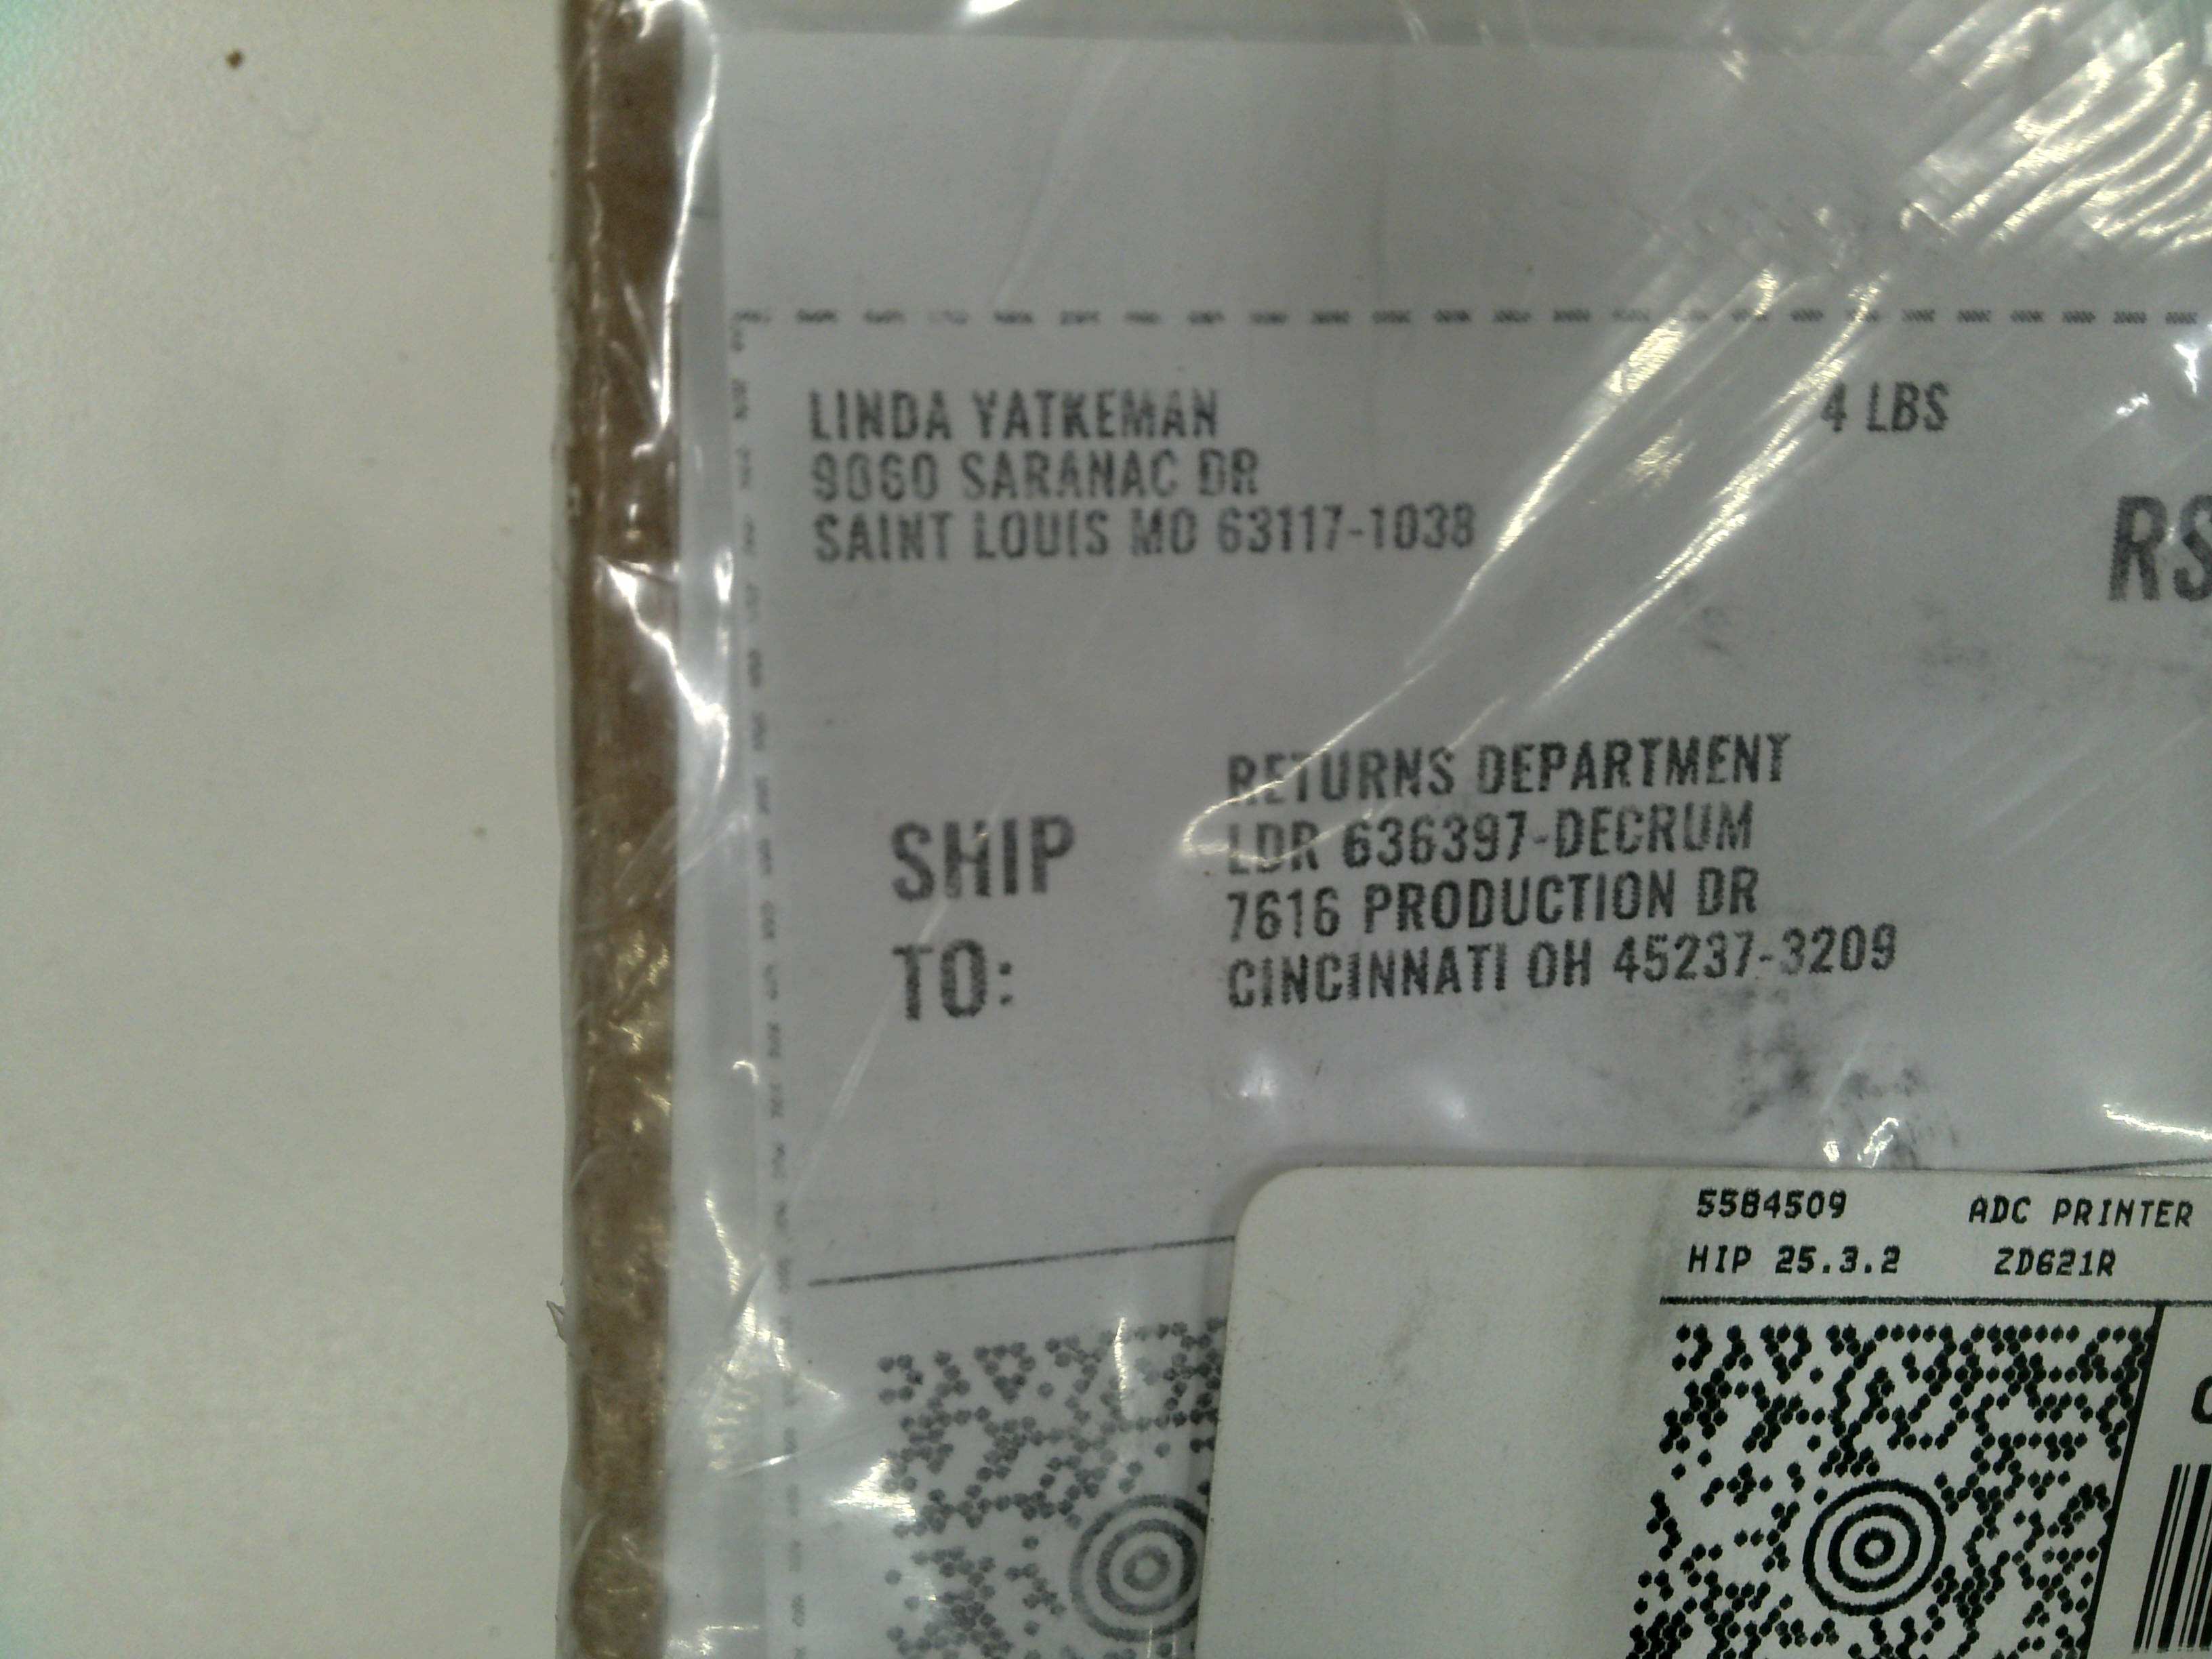 LINDA YATKEMAN
9060 SARANAC DR
SAINT LOUIS MO 63117-1038
4 LBS
RS
SHIP
TO:
RETURNS DEPARTMENT
LDR 636397-DECRUM
7616 PRODUCTION DR
CINCINNATI OH 45237-3209
5584509 ADC PRINTER
HIP 25.3.2 ZD621R